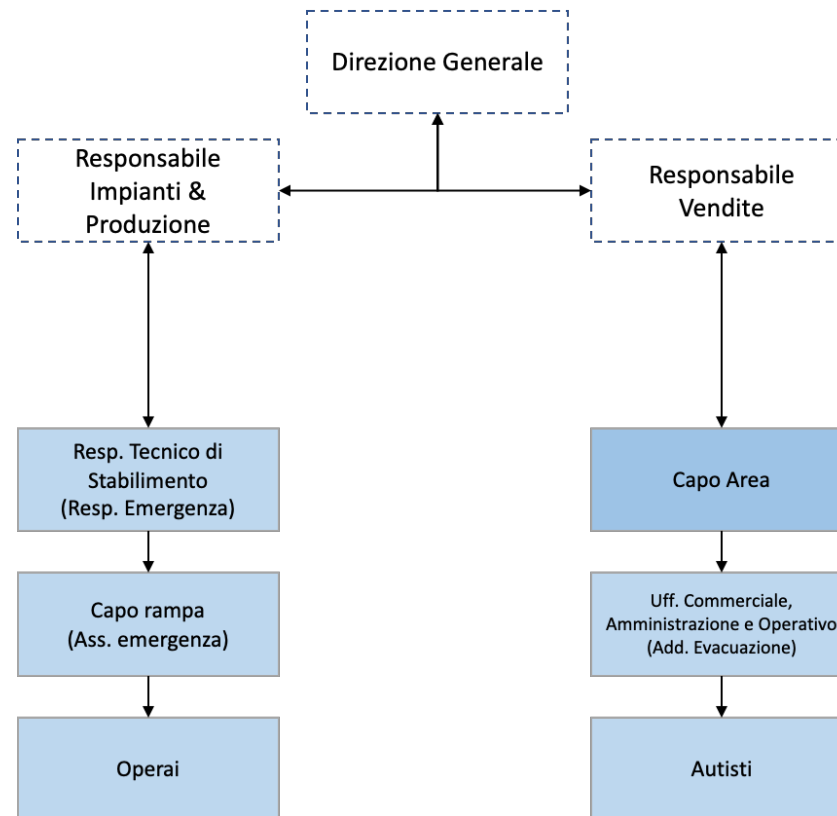 Direzione Generale
Responsabile
Impianti &
Produzione
Responsabile
Vendite
Resp. Tecnico di
Stabilimento
(Resp. Emergenza)
Capo Area
Capo rampa
(Ass. emergenza)
Uff. Commerciale,
Amministrazione e Operativo
(Add. Evacuazione)
Operai
Autisti